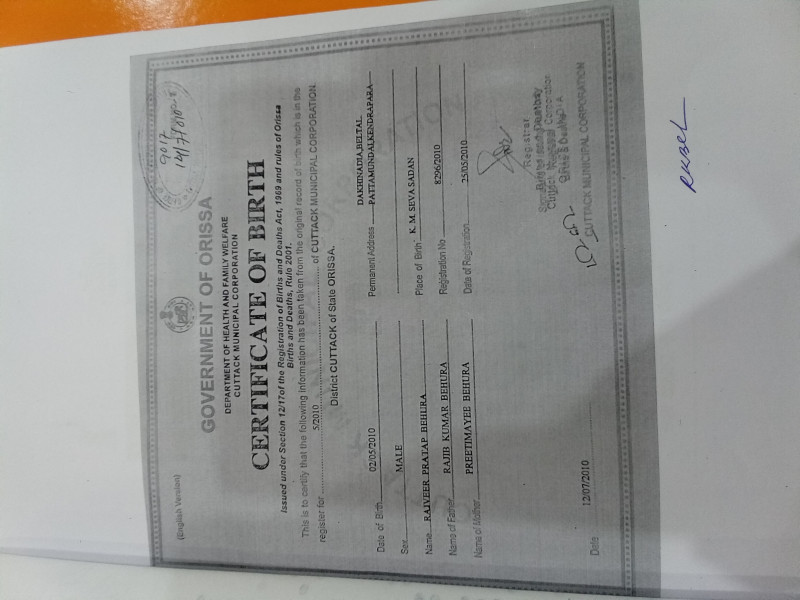 (English Version)
9017
14/7/2010
GOVERNMENT OF ORISSA
DEPARTMENT OF HEALTH AND FAMILY WELFARE
CUTTACK MUNICIPAL CORPORATION
CERTIFICATE OF BIRTH
Issued under Section 12/17of the Registration of Births and Deaths Act, 1969 and rules of Orissa
Births and Deaths, Rule 2001.
This is to certify that the following information has been taken from the original record of birth which is in the
register for 5/2010 of CUTTACK MUNICIPAL CORPORATION.
District CUTTACK of State ORISSA.
Date of Birth 02/05/2010
Sex MALE
Name RAJVEER PRATAP BEHURA
Name of Father RAJIB KUMAR BEHURA
Name of Mother PREETIMAYEE BEHURA
DAKHINADIA,BELTAL
Permanent Address PATTAMUNDAI,KENDRAPARA
Place of Birth K. M. SEVA SADAN
Registration No 8296/2010
Date of Registration 25/05/2010
Registrar
Births and Deaths
Cuttack Municipal Corporation
CUTTACK MUNICIPAL CORPORATION
Date 12/07/2010
RUBEL